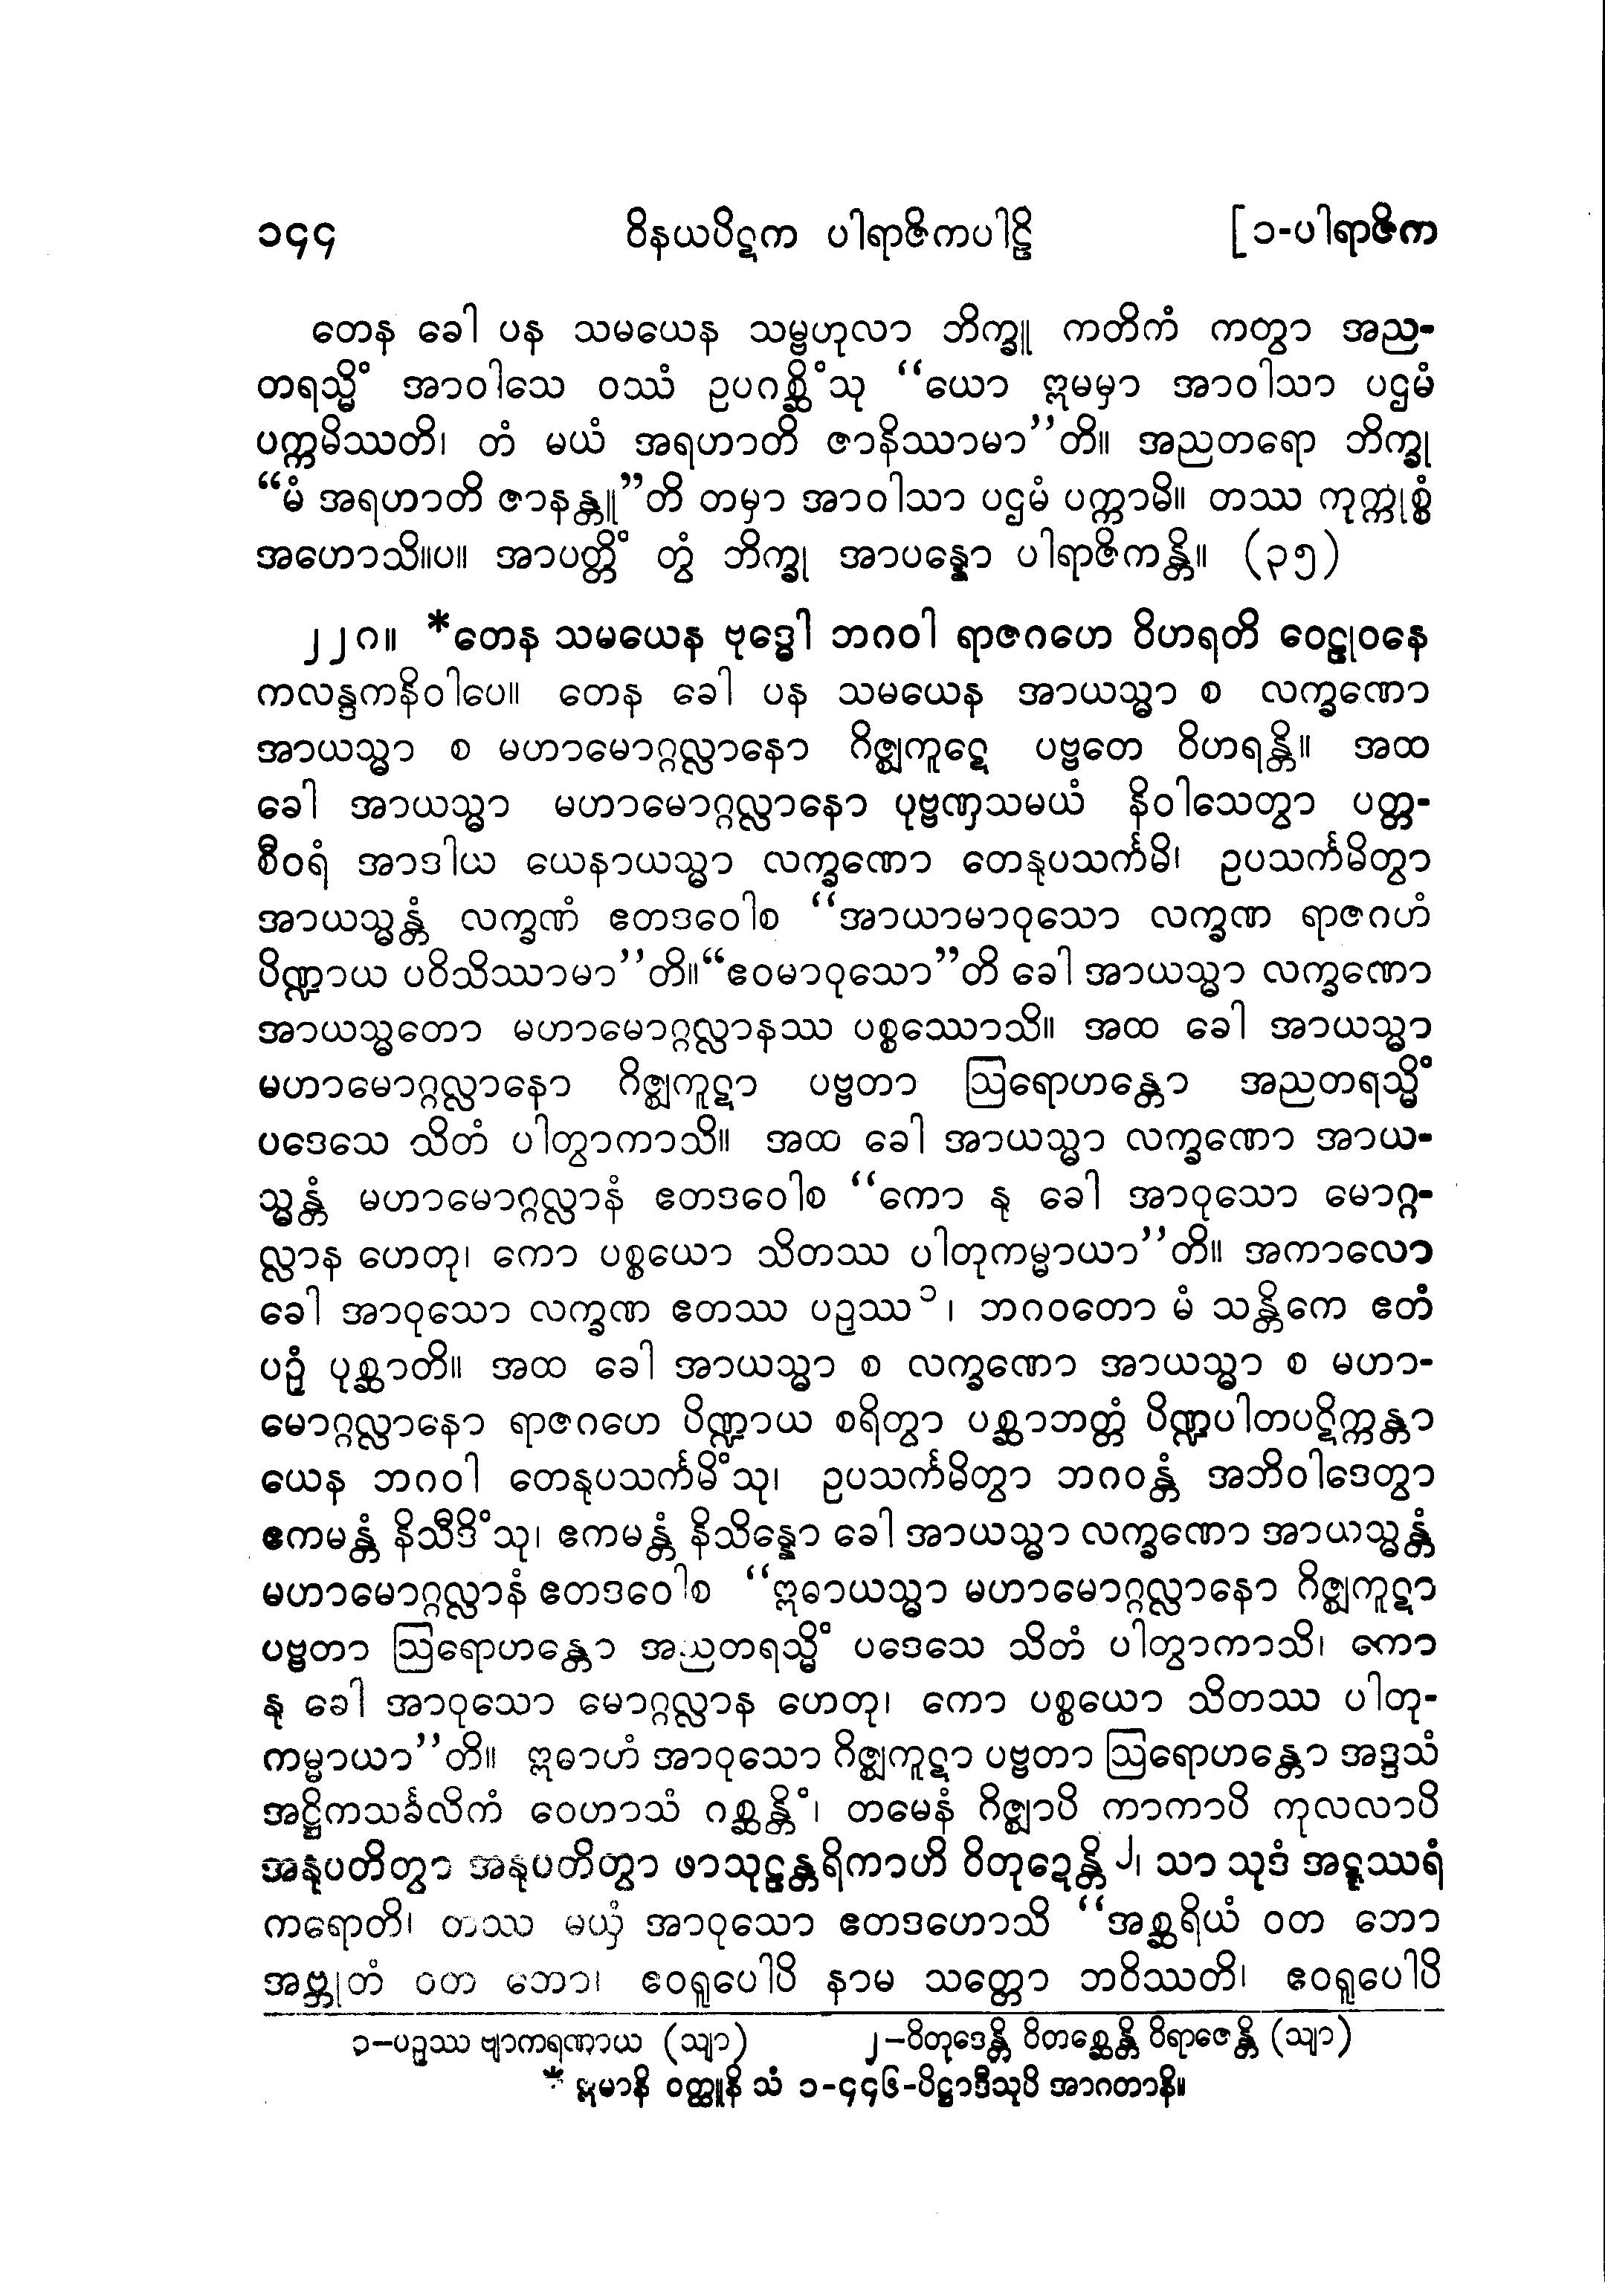 ၁၄၄ ဝိနယပိဋက ပါရာဇိကပါဠိ [၁-ပါရာဇိက
တေန ခေါ ပန သမယေန သမ္ဗဟုလာ ဘိက္ခူ ကတိကံ ကတွာ အည-
တရသ္မိံ အာဝါသေ ဝဿံ ဥပဂစ္ဆိံသု “ယော ဣမမှာ အာဝါသာ ပဌမံ
ပက္ကမိဿတိ၊ တံ မယံ အရဟာတိ ဇာနိဿာမာ”တိ။ အညတရော ဘိက္ခု
“မံ အရဟာတိ ဇာနန္တူ”တိ တမှာ အာဝါသာ ပဌမံ ပက္ကာမိ။ တဿ ကုက္ကုစ္စံ
အဟောသိ။ပ။ အာပတ္တိံ တွံ ဘိက္ခု အာပန္နော ပါရာဇိကန္တိ။ (၃၅)
၂၂၈။ *တေန သမယေန ဗုဒ္ဓေါ ဘဂဝါ ရာဇဂဟေ ဝိဟရတိ ဝေဠုဝနေ
ကလန္ဒကနိဝါပေ။ တေန ခေါ ပန သမယေန အာယသ္မာ စ လက္ခဏော
အာယသ္မာ စ မဟာမောဂ္ဂလ္လာနော ဂိဇ္ဈကူဋေ ပဗ္ဗတေ ဝိဟရန္တိ။ အထ
ခေါ အာယသ္မာ မဟာမောဂ္ဂလ္လာနော ပုဗ္ဗဏှသမယံ နိဝါသေတွာ ပတ္တ-
စီဝရံ အာဒါယ ယေနာယသ္မာ လက္ခဏော တေနုပသင်္ကမိ၊ ဥပသင်္ကမိတွာ
အာယသ္မန္တံ လက္ခဏံ ဧတဒဝေါစ “အာယာမာဝုသော လက္ခဏ ရာဇဂဟံ
ပိဏ္ဍာယ ပဝိသိဿာမာ”တိ။ “ဧဝမာဝုသော”တိ ခေါ အာယသ္မာ လက္ခဏော
အာယသ္မတော မဟာမောဂ္ဂလ္လာနဿ ပစ္စဿောသိ။ အထ ခေါ အာယသ္မာ
မဟာမောဂ္ဂလ္လာနော ဂိဇ္ဈကူဋာ ပဗ္ဗတာ ဩရောဟန္တော အညတရသ္မိံ
ပဒေသေ သိတံ ပါတွာကာသိ။ အထ ခေါ အာယသ္မာ လက္ခဏော အာယ-
သ္မန္တံ မဟာမောဂ္ဂလ္လာနံ ဧတဒဝေါစ “ကော နု ခေါ အာဝုသော မောဂ္ဂ-
လ္လာန ဟေတု၊ ကော ပစ္စယော သိတဿ ပါတုကမ္မာယာ”တိ။ အကာလော
ခေါ အာဝုသော လက္ခဏ ဧတဿ ပဉှဿ ၁၊ ဘဂဝတော မံ သန္တိကေ ဧတံ
ပဉှံ ပုစ္ဆာတိ။ အထ ခေါ အာယသ္မာ စ လက္ခဏော အာယသ္မာ စ မဟာ-
မောဂ္ဂလ္လာနော ရာဇဂဟေ ပိဏ္ဍာယ စရိတွာ ပစ္ဆာဘတ္တံ ပိဏ္ဍပါတပဋိက္ကန္တာ
ယေန ဘဂဝါ တေနုပသင်္ကမိံသု၊ ဥပသင်္ကမိတွာ ဘဂဝန္တံ အဘိဝါဒေတွာ
ဧကမန္တံ နိသီဒိံသု၊ ဧကမန္တံ နိသိန္နော ခေါ အာယသ္မာ လက္ခဏော အာယသ္မန္တံ
မဟာမောဂ္ဂလ္လာနံ ဧတဒဝေါစ “ဣဓာယသ္မာ မဟာမောဂ္ဂလ္လာနော ဂိဇ္ဈကူဋာ
ပဗ္ဗတာ ဩရောဟန္တော အညတရသ္မိံ ပဒေသေ သိတံ ပါတွာကာသိ၊ ကော
နု ခေါ အာဝုသော မောဂ္ဂလ္လာန ဟေတု၊ ကော ပစ္စယော သိတဿ ပါတု-
ကမ္မာယာ”တိ။ ဣဓာဟံ အာဝုသော ဂိဇ္ဈကူဋာ ပဗ္ဗတာ ဩရောဟန္တော အဒ္ဒသံ
အဋ္ဌိကသင်္ခလိကံ ဝေဟာသံ ဂစ္ဆန္တိံ၊ တမေနံ ဂိဇ္ဈာပိ ကာကာပိ ကုလလာပိ
အနုပတိတွာ အနုပတိတွာ ဖာသုဠန္တရိကာဟိ ဝိတုဍေန္တိ ၂၊ သာ သုဒံ အဋ္ဋဿရံ
ကရောတိ၊ တဿ မယှံ အာဝုသော ဧတဒဟောသိ “အစ္ဆရိယံ ဝတ ဘော
အဗ္ဘုတံ ဝတ ဘော၊ ဧဝရူပေါပိ နာမ သတ္တော ဘဝိဿတိ၊ ဧဝရူပေါပိ
၁–ပဉှဿ ဗျာကရဏာယ (သျာ) ၂–ဝိတုဒေန္တိ ဝိတစ္ဆေန္တိ ဝိရာဇေန္တိ (သျာ)
* ဣမာနိ ဝတ္ထူနိ သံ ၁-၄၄၆-ပိဋ္ဌာဒီသုပိ အာဂတာနိ။